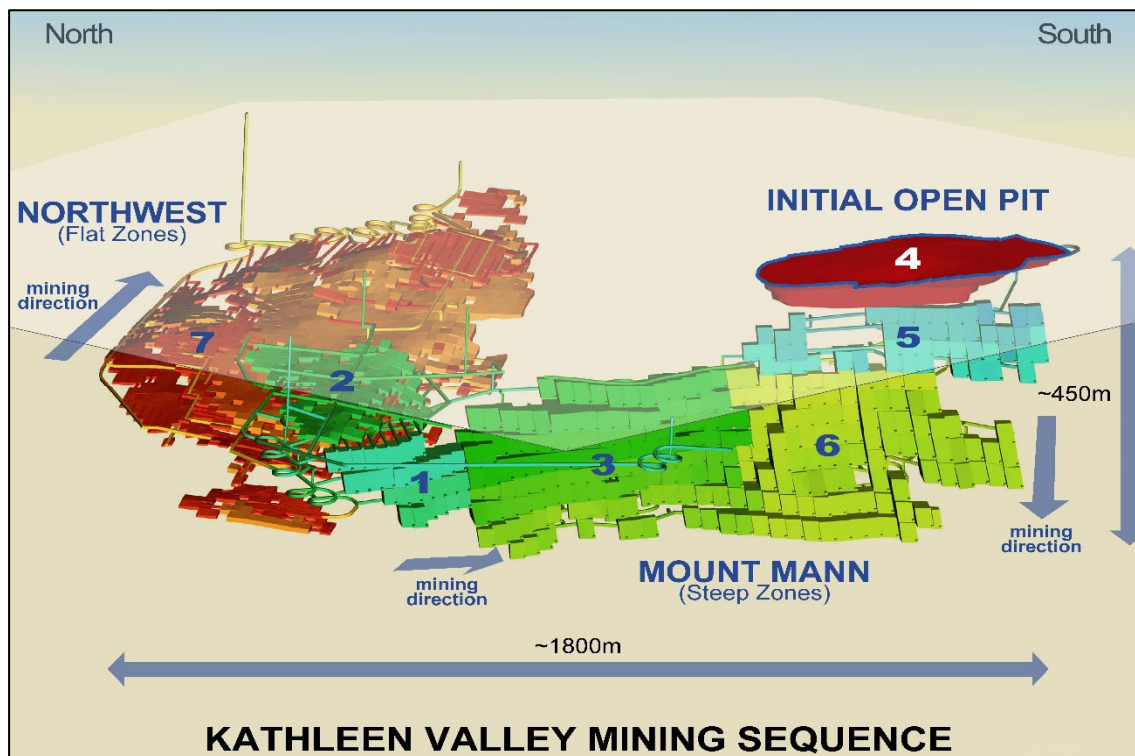 North
South
NORTHWEST
(Flat Zones)
mining
direction
INITIAL OPEN PIT
4
7
2
5
~450m
1
3
6
mining
direction
mining
direction
MOUNT MANN
(Steep Zones)
~1800m
KATHLEEN VALLEY MINING SEQUENCE